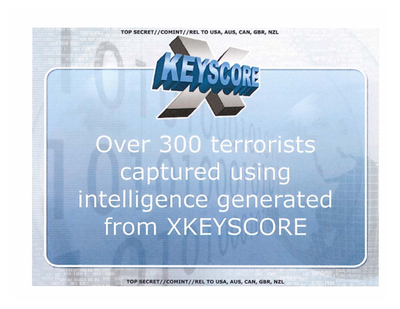 TOP SECRET//COMINT//REL TO USA, AUS, CAN, GBR, NZL
X
KEYSCORE
Over 300 terrorists
captured using
intelligence generated
from XKEYSCORE
TOP SECRET//COMINT//REL TO USA, AUS, CAN, GBR, NZL